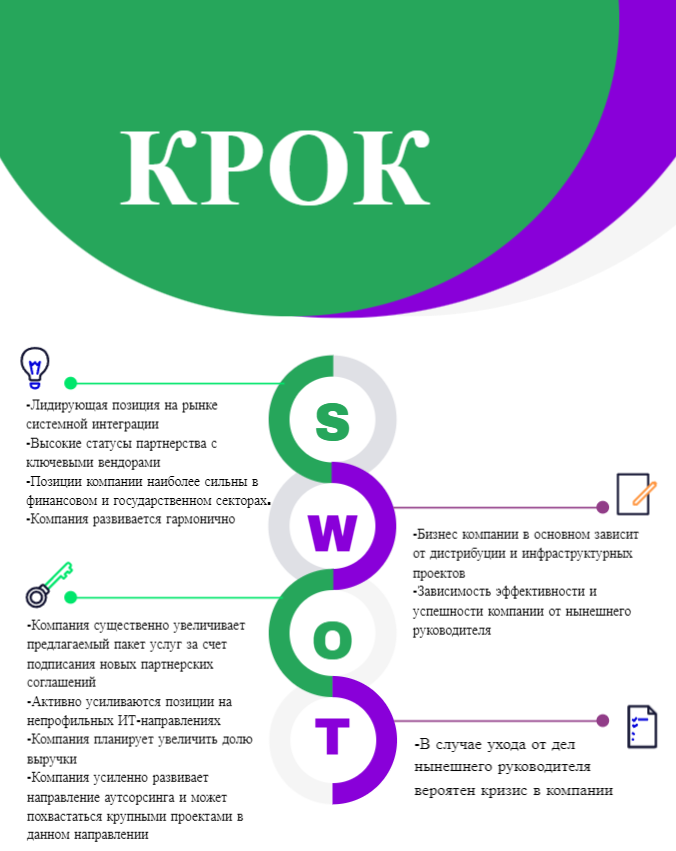 КРОК
S
-Лидирующая позиция на рынке
системной интеграции
-Высокие статусы партнерства с
ключевыми вендорами
-Позиции компании наиболее сильны в
финансовом и государственном секторах.
-Компания развивается гармонично
W
-Бизнес компании в основном зависит
от дистрибуции и инфраструктурных
проектов
-Зависимость эффективности и
успешности компании от нынешнего
руководителя
O
-Компания существенно увеличивает
предлагаемый пакет услуг за счет
подписания новых партнерских
соглашений
-Активно усиливаются позиции на
непрофильных ИТ-направлениях
-Компания планирует увеличить долю
выручки
-Компания усиленно развивает
направление аутсорсинга и может
похвастаться крупными проектами в
данном направлении
T
-В случае ухода от дел
нынешнего руководителя
вероятен кризис в компании